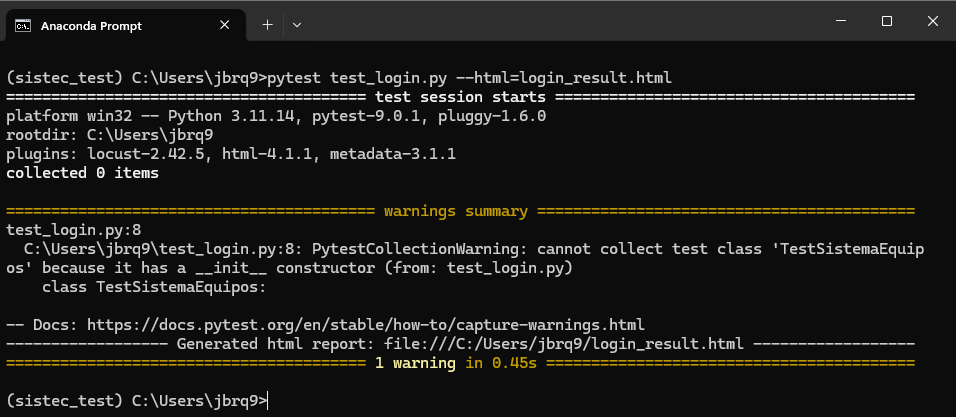 Anaconda Prompt
(sistec_test) C:\Users\jbrq9>pytest test_login.py --html=login_result.html
======================================== test session starts ========================================
platform win32 -- Python 3.11.14, pytest-9.0.1, pluggy-1.6.0
rootdir: C:\Users\jbrq9
plugins: locust-2.42.5, html-4.1.1, metadata-3.1.1
collected 0 items
========================================= warnings summary ==========================================
test_login.py:8
  C:\Users\jbrq9\test_login.py:8: PytestCollectionWarning: cannot collect test class 'TestSistemaEquip
os' because it has a __init__ constructor (from: test_login.py)
    class TestSistemaEquipos:
-- Docs: https://docs.pytest.org/en/stable/how-to/capture-warnings.html
------------------ Generated html report: file:///C:/Users/jbrq9/login_result.html ------------------
======================================== 1 warning in 0.45s =========================================
(sistec_test) C:\Users\jbrq9>